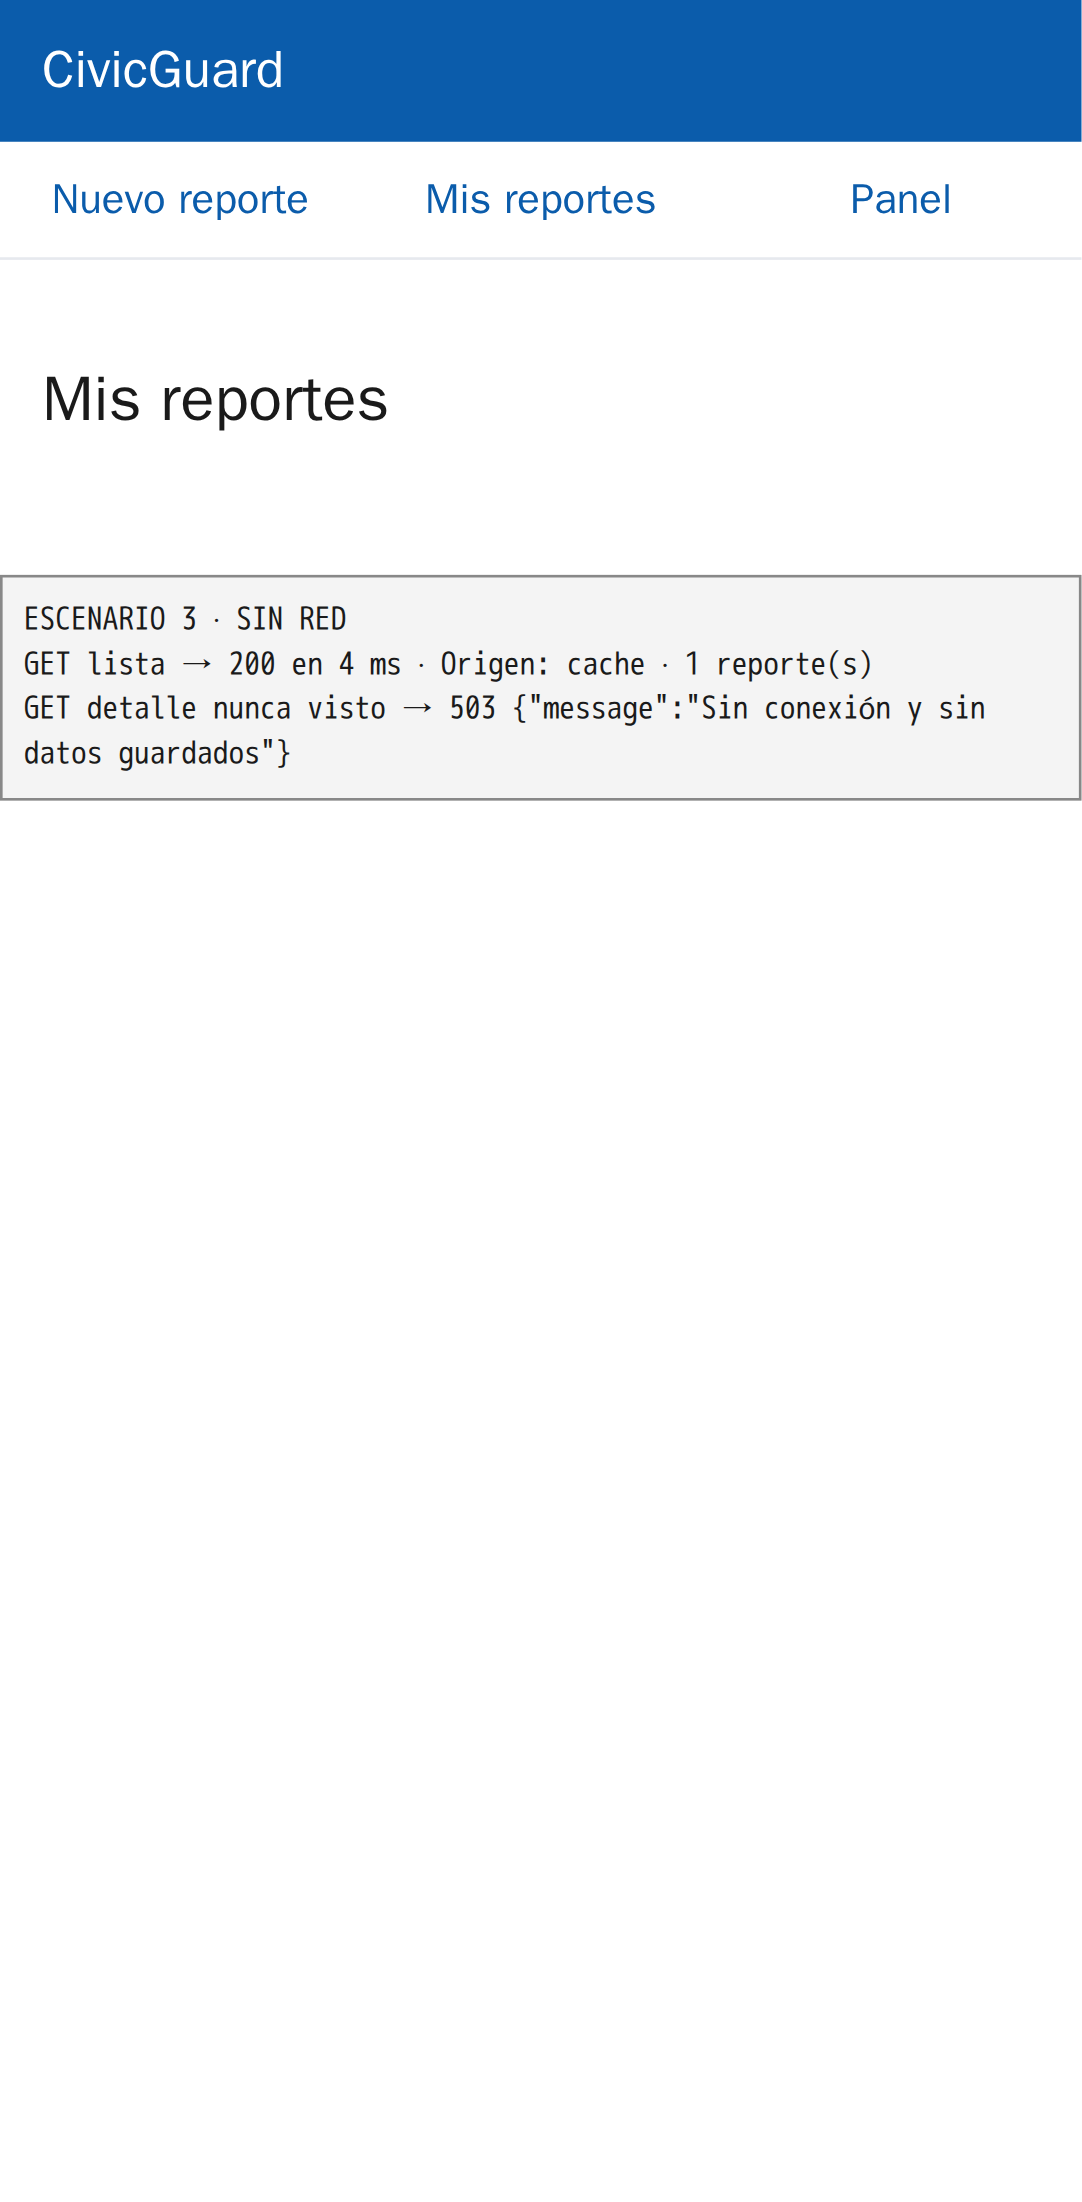 CivicGuard
Nuevo reporte Mis reportes Panel
Mis reportes
ESCENARIO 3 · SIN RED
GET lista → 200 en 4 ms · Origen: cache · 1 reporte(s)
GET detalle nunca visto → 503 {"message":"Sin conexión y sin
datos guardados"}